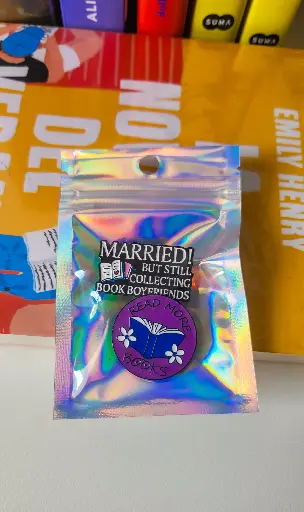 ALI
SUMA
SUMA
EMILY HENRY
NO
DEL
MARRIED!
BUT STILL
COLLECTING
BOOK BOYFRIENDS
READ MORE
BOOKS